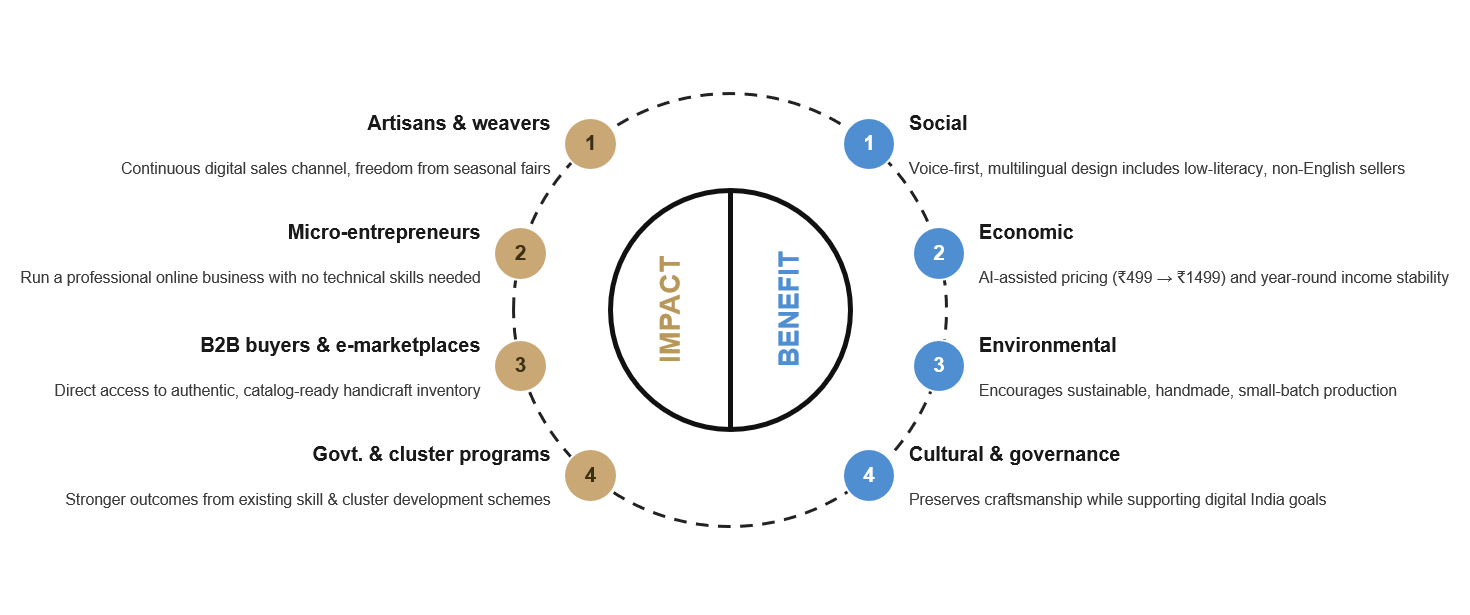 Artisans & weavers
1
Continuous digital sales channel, freedom from seasonal fairs
Micro-entrepreneurs
2
Run a professional online business with no technical skills needed
B2B buyers & e-marketplaces
3
Direct access to authentic, catalog-ready handicraft inventory
Govt. & cluster programs
4
Stronger outcomes from existing skill & cluster development schemes
IMPACT
BENEFIT
Social
1
Voice-first, multilingual design includes low-literacy, non-English sellers
Economic
2
AI-assisted pricing (₹499 → ₹1499) and year-round income stability
Environmental
3
Encourages sustainable, handmade, small-batch production
Cultural & governance
4
Preserves craftsmanship while supporting digital India goals